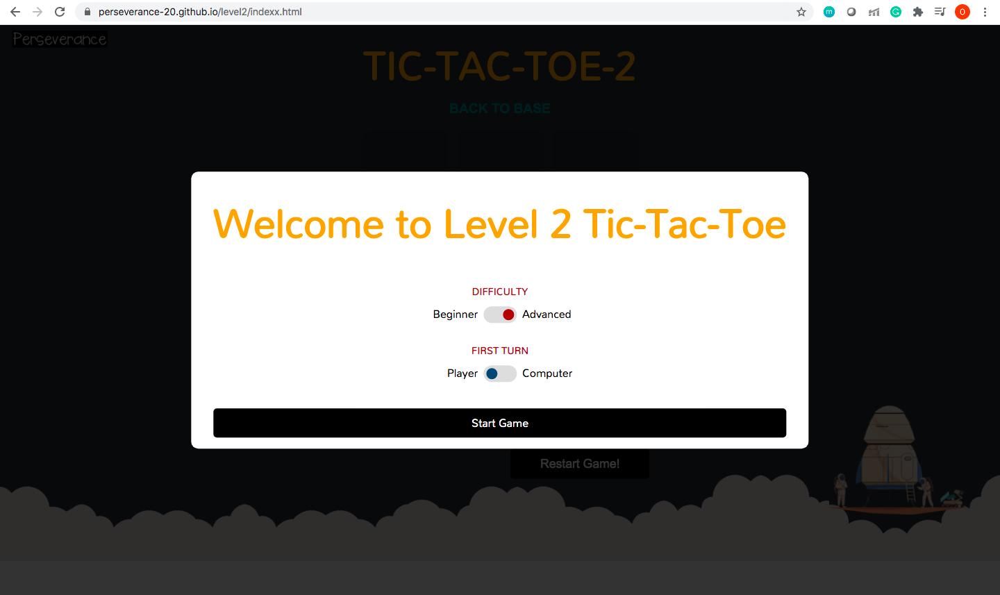 perseverance-20.github.io/level2/indexx.html
m
G
O
Perseverance
TIC-TAC-TOE-2
BACK TO BASE
Welcome to Level 2 Tic-Tac-Toe
DIFFICULTY
Beginner Advanced
FIRST TURN
Player Computer
Start Game
Restart Game!